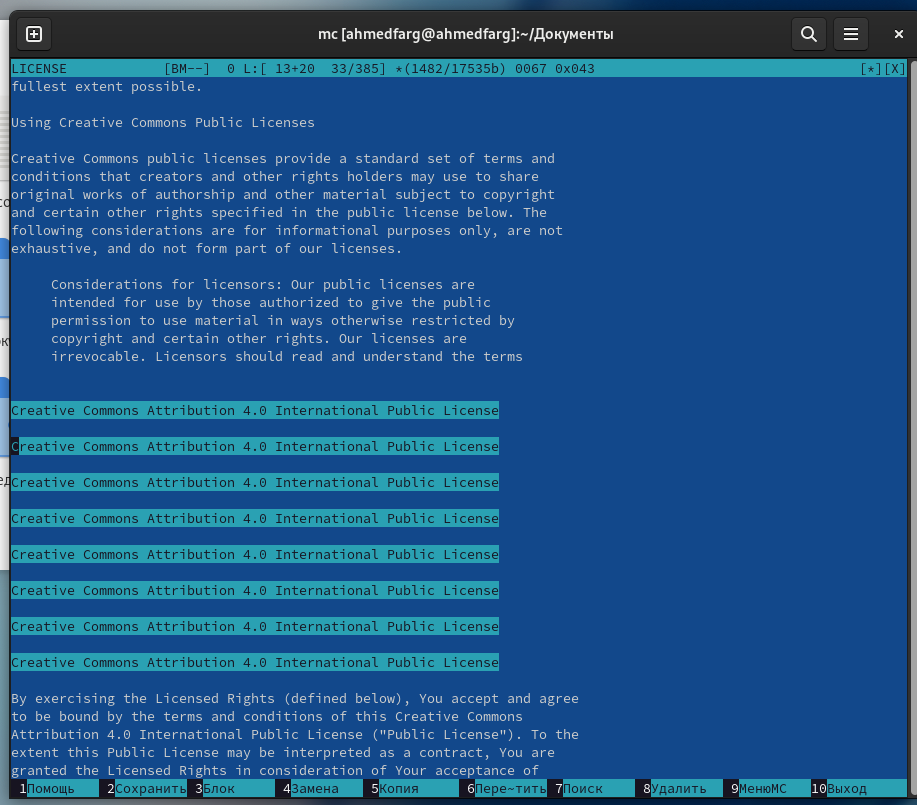 mc [ahmedfarg@ahmedfarg]:~/Документы
LICENSE [BM--] 0 L:[ 13+20 33/385] *(1482/17535b) 0067 0x043 [*][X]
fullest extent possible.
Using Creative Commons Public Licenses
Creative Commons public licenses provide a standard set of terms and
conditions that creators and other rights holders may use to share
original works of authorship and other material subject to copyright
and certain other rights specified in the public license below. The
following considerations are for informational purposes only, are not
exhaustive, and do not form part of our licenses.
Considerations for licensors: Our public licenses are
intended for use by those authorized to give the public
permission to use material in ways otherwise restricted by
copyright and certain other rights. Our licenses are
irrevocable. Licensors should read and understand the terms
Creative Commons Attribution 4.0 International Public License
Creative Commons Attribution 4.0 International Public License
Creative Commons Attribution 4.0 International Public License
Creative Commons Attribution 4.0 International Public License
Creative Commons Attribution 4.0 International Public License
Creative Commons Attribution 4.0 International Public License
Creative Commons Attribution 4.0 International Public License
Creative Commons Attribution 4.0 International Public License
By exercising the Licensed Rights (defined below), You accept and agree
to be bound by the terms and conditions of this Creative Commons
Attribution 4.0 International Public License ("Public License"). To the
extent this Public License may be interpreted as a contract, You are
granted the Licensed Rights in consideration of Your acceptance of
1Помощь 2Сохранить 3Блок 4Замена 5Копия 6Пере~тить 7Поиск 8Удалить 9МенюMC 10Выход